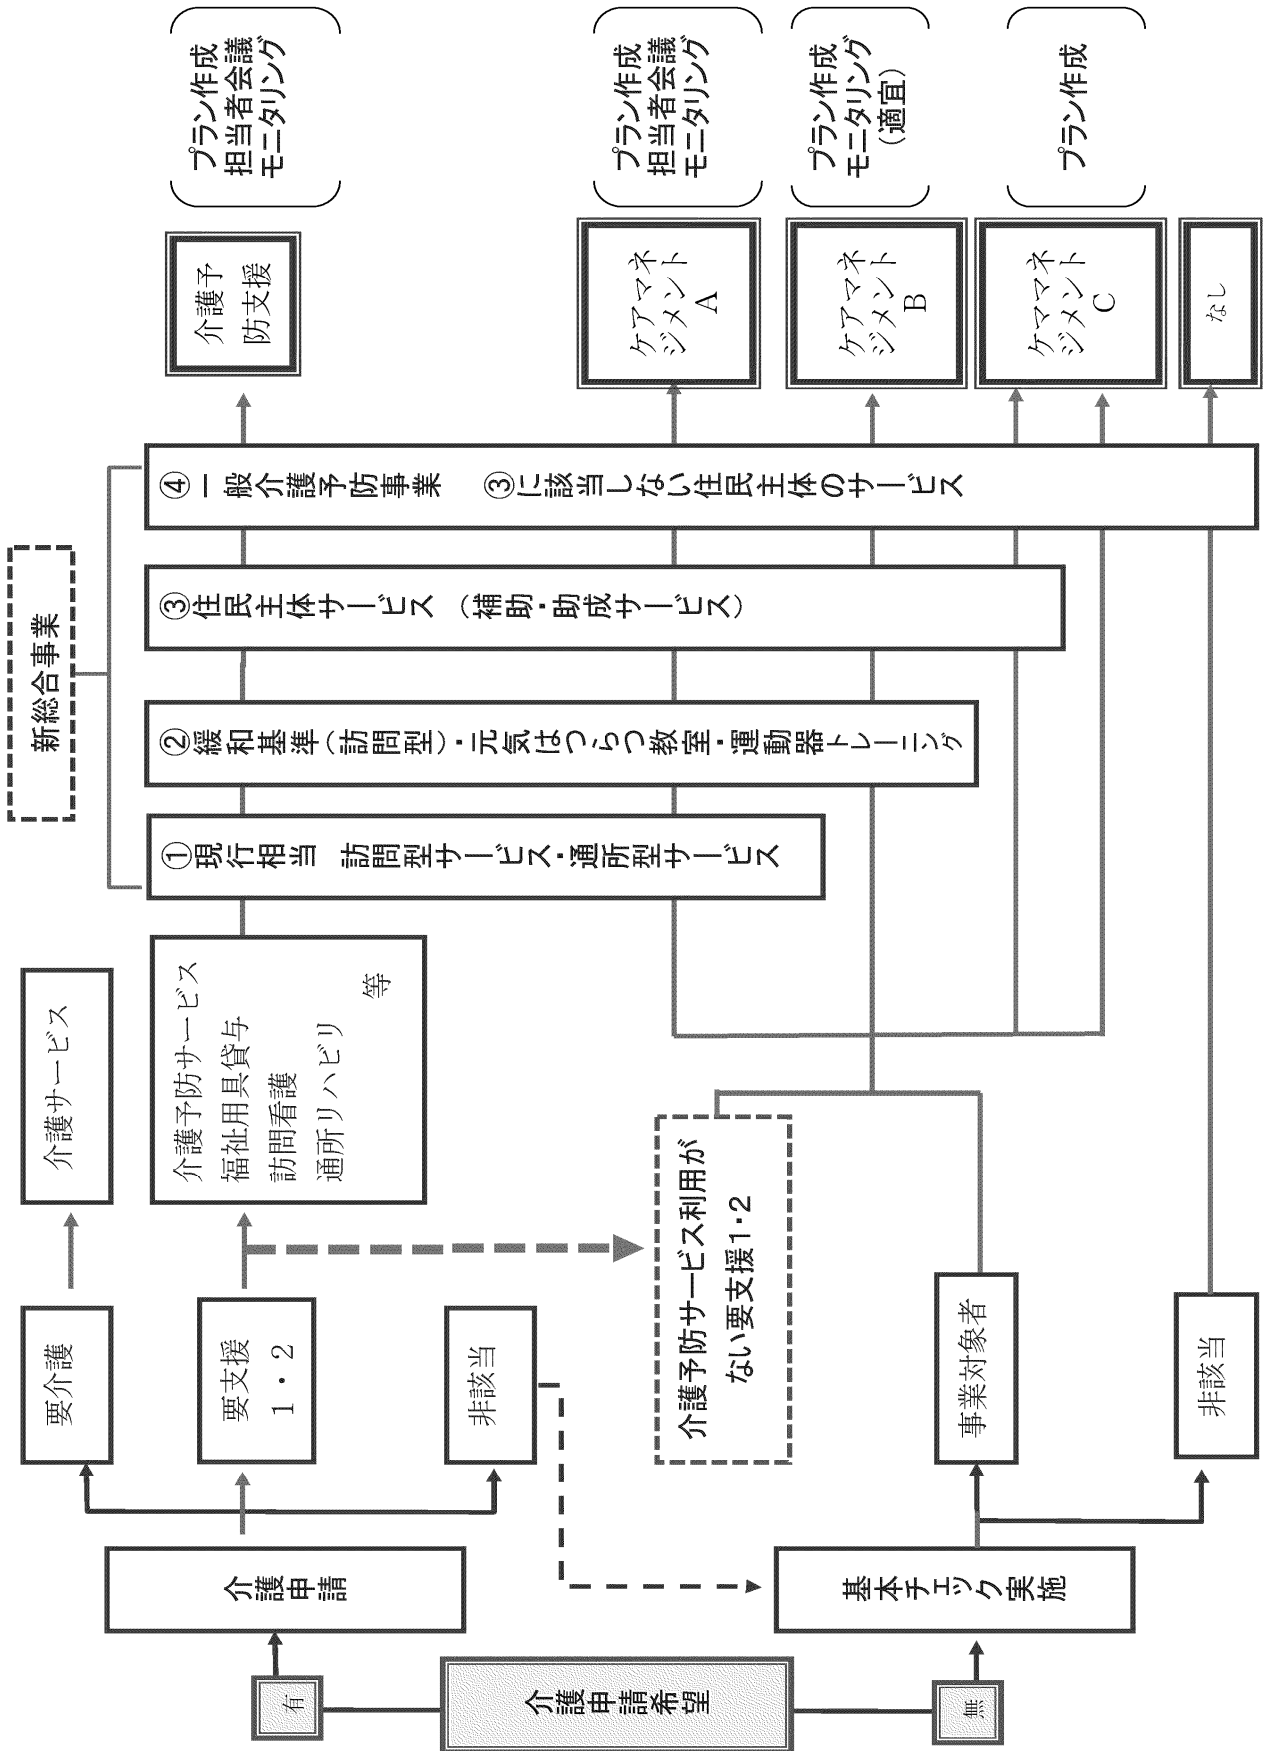 介護申請希望
有
無
介護申請
基本チェック実施
要介護
要支援
1・2
非該当
事業対象者
非該当
介護サービス
介護予防サービス
福祉用具貸与
訪問看護
通所リハビリ
等
介護予防サービス利用が
ない要支援1・2
新総合事業
①現行相当 訪問型サービス・通所型サービス
②緩和基準(訪問型)・元気はつらつ教室・運動器トレーニング
③住民主体サービス (補助・助成サービス)
④一般介護予防事業 ③に該当しない住民主体のサービス
介護予
防支援
ケアマネ
ジメント
A
ケアマネ
ジメント
B
ケママネ
ジメント
C
なし
プラン作成
担当者会議
モニタリング
プラン作成
担当者会議
モニタリング
プラン作成
モニタリング
(適宜)
プラン作成